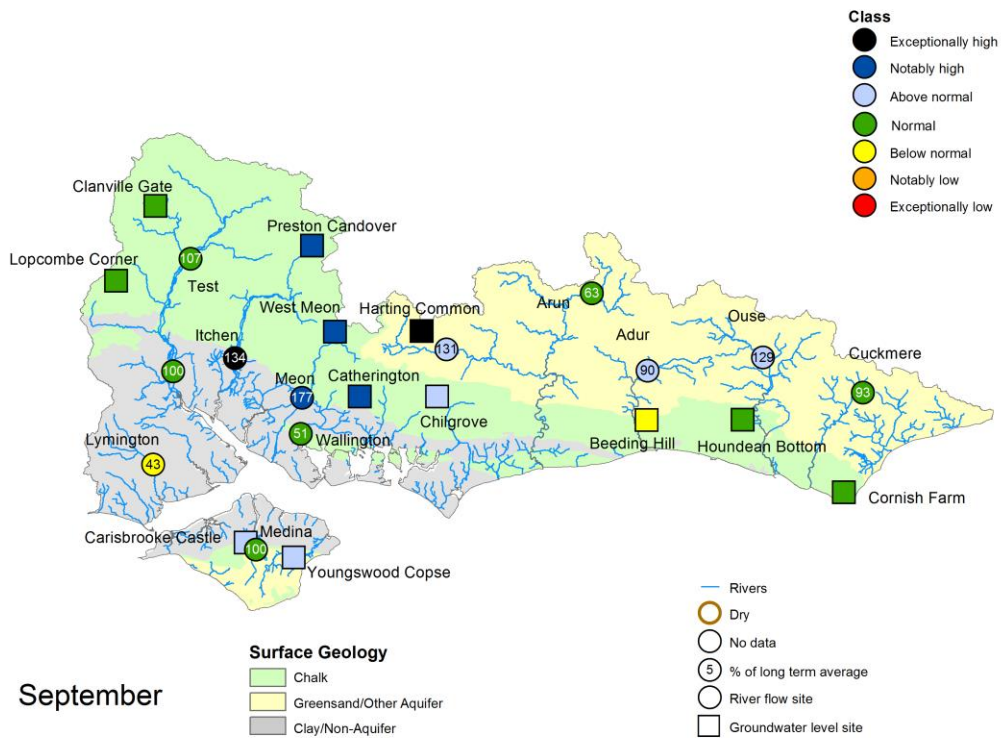 Class
Exceptionally high
Notably high
Above normal
Normal
Below normal
Notably low
Exceptionally low
Clanville Gate
Preston Candover
Lopcombe Corner
107
Test
West Meon
Harting Common
Arun
63
Itchen
134
131
Adur
Ouse
129
Cuckmere
100
Meon
177
Catherington
90
93
Chilgrove
51
Wallington
Beeding Hill
Houndean Bottom
Lymington
43
Cornish Farm
Carisbrooke Castle
Medina
100
Youngswood Copse
Rivers
Dry
No data
5
% of long term average
River flow site
Groundwater level site
Surface Geology
Chalk
Greensand/Other Aquifer
Clay/Non-Aquifer
September